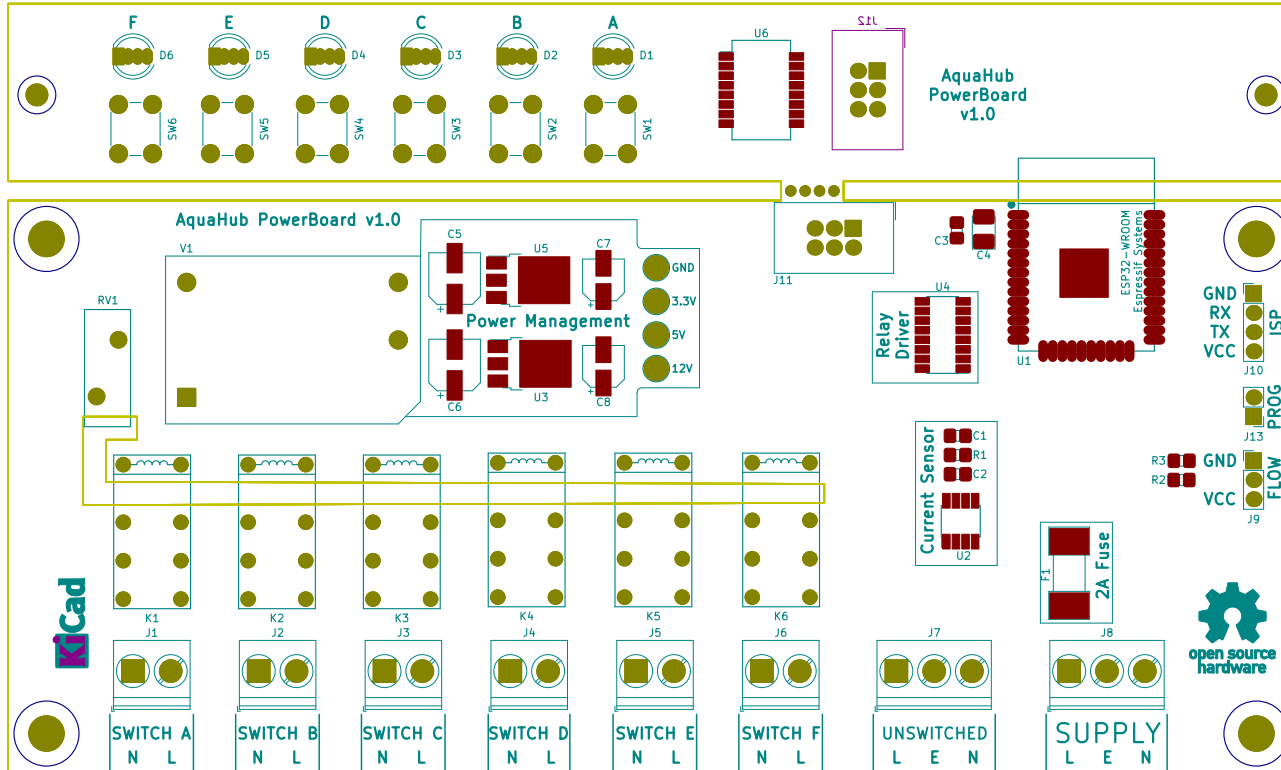 F E D C B A
D6 D5 D4 D3 D2 D1
U6
J12
SW6 SW5 SW4 SW3 SW2 SW1
AquaHub
PowerBoard
v1.0
AquaHub PowerBoard v1.0
V1
RV1
C5
U5
C7
+
+
GND
3.3V
5V
12V
Power Management
+
+
C6
U3
C8
J11
C3
C4
U4
Relay
Driver
ESP32-WROOM
Espressif Systems
U1
GND
RX
TX
VCC
ISP
J10
PROG
J13
GND
VCC
FLOW
J9
R3
R2
Current Sensor
C1
R1
C2
U2
F1
2A Fuse
KiCad
K1 K2 K3 K4 K5 K6
J1 J2 J3 J4 J5 J6 J7 J8
open source
hardware
SWITCH A SWITCH B SWITCH C SWITCH D SWITCH E SWITCH F UNSWITCHED SUPPLY
N L N L N L N L N L N L L E N L E N